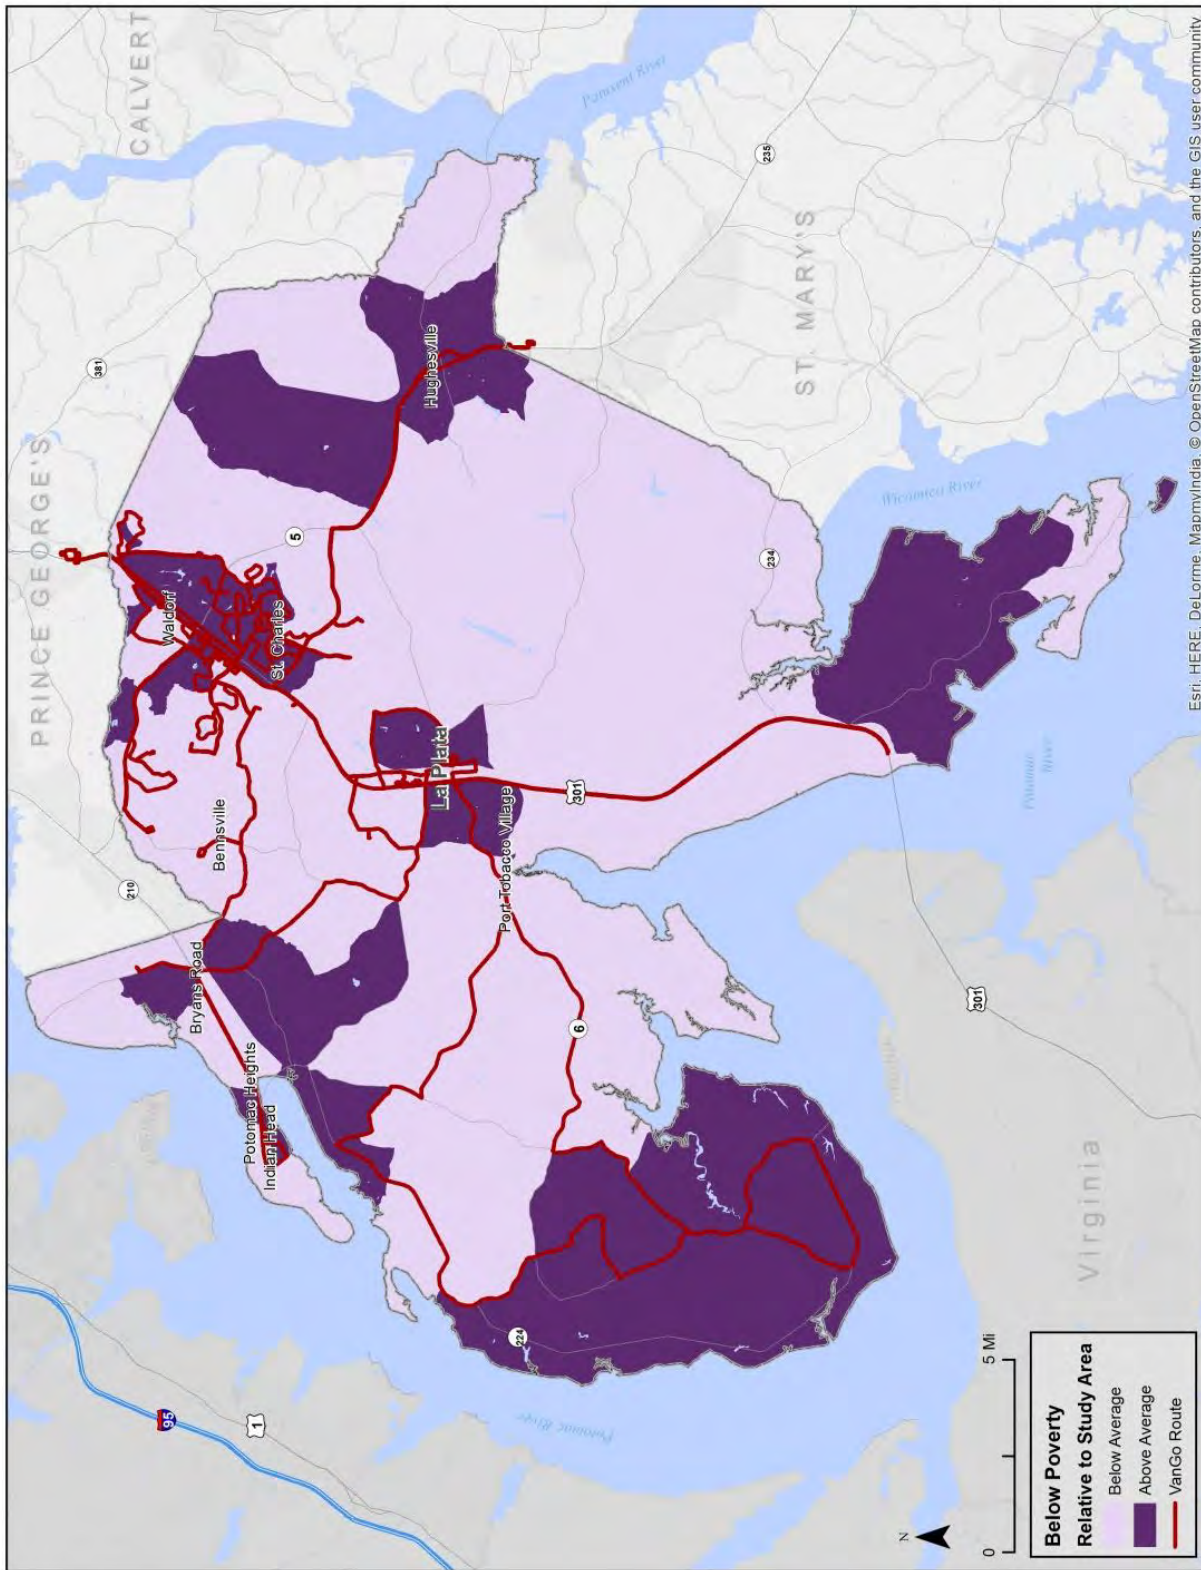 PRINCE GEORGE'S
CALVERT
381
210
5
Waldorf
St. Charles
Bennsville
Bryans Road
Potomac Heights
Indian Head
Hughesville
La Plata
Port Tobacco Village
Patuxent River
95
1
224
6
301
234
235
ST. MARY'S
Wicomico River
Potomac River
Potomac
River
301
Virginia
N
0
5 Mi
Below Poverty
Relative to Study Area
Below Average
Above Average
VanGo Route
Esri, HERE, DeLorme, MapmyIndia, © OpenStreetMap contributors, and the GIS user community